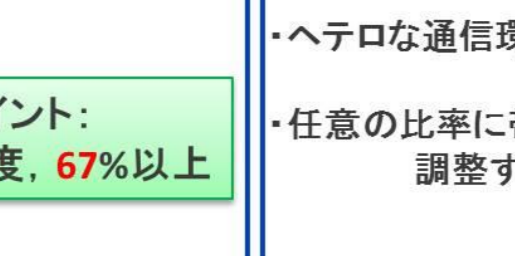 イント:
度, 67%以上
・ヘテロな通信環
・任意の比率に
調整す